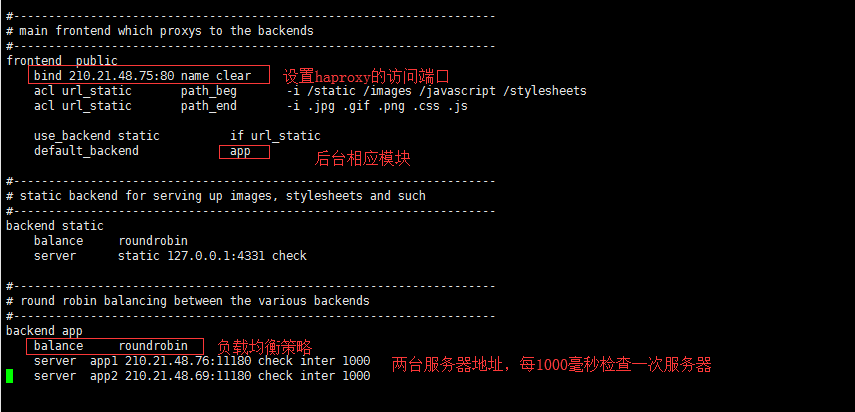 #---------------------------------------------------------------------
# main frontend which proxys to the backends
#---------------------------------------------------------------------
frontend  public
    bind 210.21.48.75:80 name clear 设置haproxy的访问端口
    acl url_static       path_beg       -i /static /images /javascript /stylesheets
    acl url_static       path_end       -i .jpg .gif .png .css .js
    use_backend static          if url_static
    default_backend             app 后台相应模块
#---------------------------------------------------------------------
# static backend for serving up images, stylesheets and such
#---------------------------------------------------------------------
backend static
    balance     roundrobin
    server      static 127.0.0.1:4331 check
#---------------------------------------------------------------------
# round robin balancing between the various backends
#---------------------------------------------------------------------
backend app
    balance     roundrobin 负载均衡策略
    server  app1 210.21.48.76:11180 check inter 1000 两台服务器地址，每1000毫秒检查一次服务器
    server  app2 210.21.48.69:11180 check inter 1000